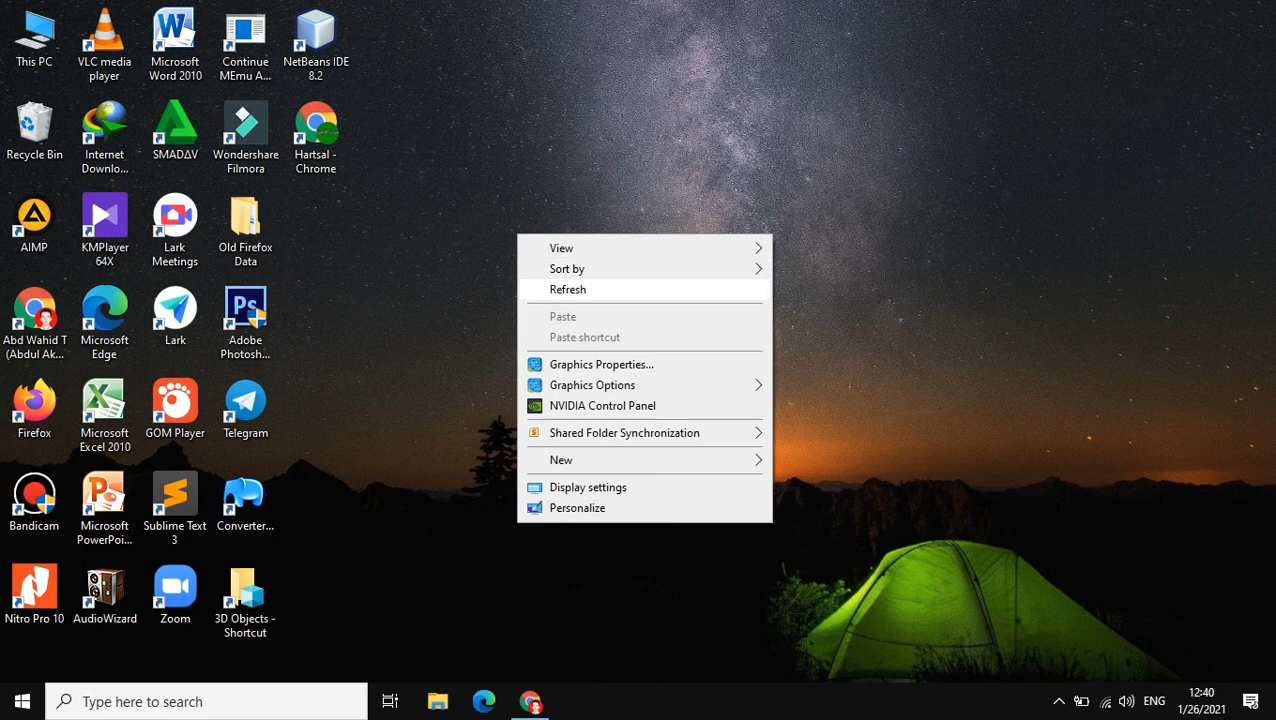 This PC
VLC media
player
Microsoft
Word 2010
Continue
MEmu A...
NetBeans IDE
8.2
Recycle Bin
Internet
Downlo...
SMADΔV
Wondershare
Filmora
Hartsal -
Chrome
AIMP
KMPlayer
64X
Lark
Meetings
Old Firefox
Data
Abd Wahid T
(Abdul Ak...
Microsoft
Edge
Lark
Adobe
Photosh...
Firefox
Microsoft
Excel 2010
GOM Player
Telegram
Bandicam
Microsoft
PowerPoi...
Sublime Text
3
Converter...
Nitro Pro 10
AudioWizard
Zoom
3D Objects -
Shortcut
View
Sort by
Refresh
Paste
Paste shortcut
Graphics Properties...
Graphics Options
NVIDIA Control Panel
Shared Folder Synchronization
New
Display settings
Personalize
Type here to search
ENG
12:40
1/26/2021